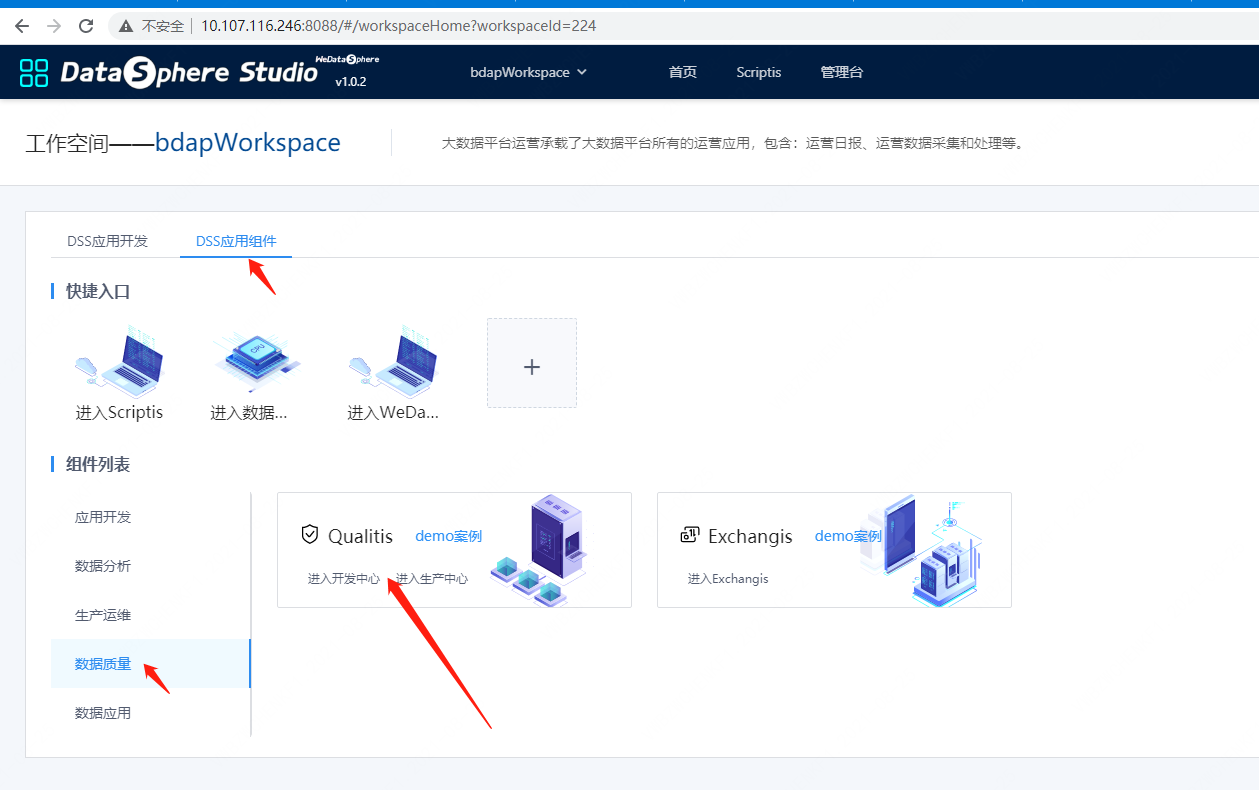 不安全 10.107.116.246:8088/#/workspaceHome?workspaceId=224
DataSphere Studio WeDataSphere v1.0.2 bdapWorkspace 首页 Scriptis 管理台
工作空间——bdapWorkspace 大数据平台运营承载了大数据平台所有的运营应用，包含：运营日报、运营数据采集和处理等。
DSS应用开发 DSS应用组件
快捷入口
CPU
进入Scriptis 进入数据... 进入WeDa...
组件列表
应用开发
数据分析
生产运维
数据质量
数据应用
Qualitis demo案例
进入开发中心 进入生产中心
Exchangis demo案例
进入Exchangis